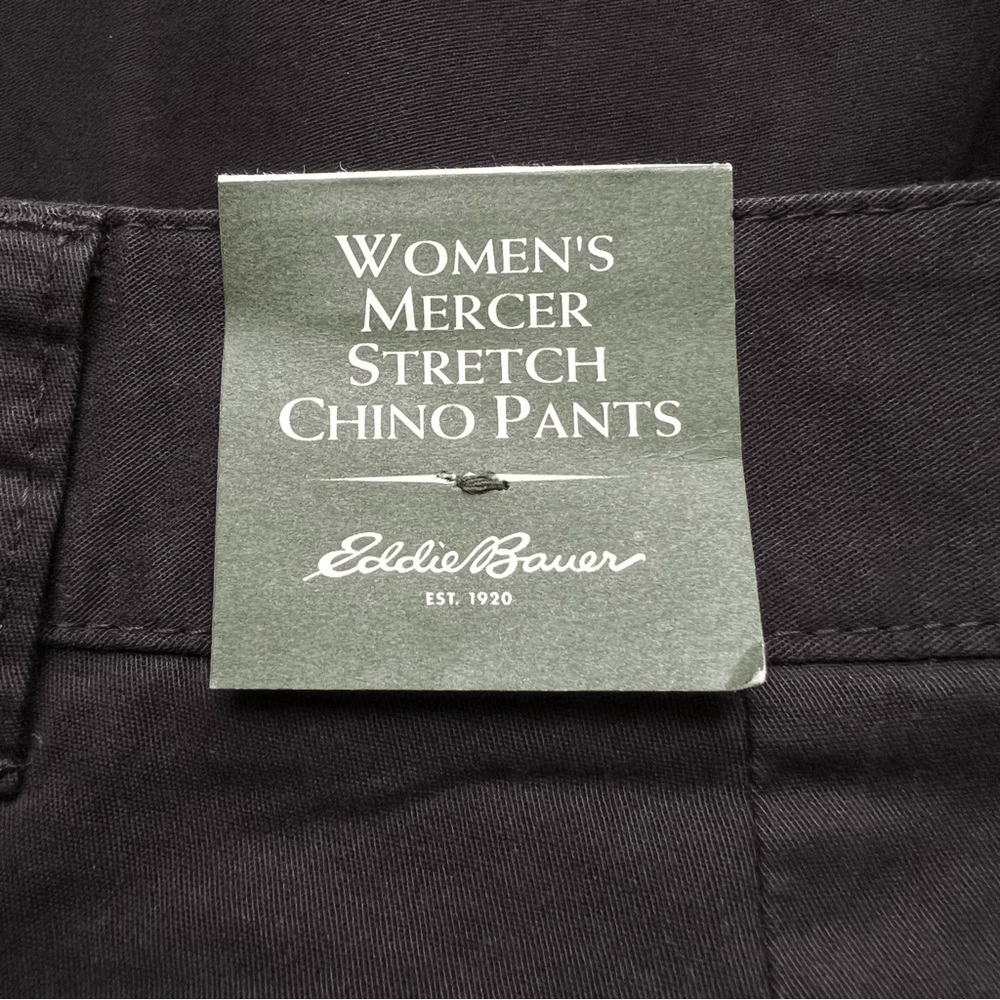 WOMEN'S
MERCER
STRETCH
CHINO PANTS
Eddie Bauer
EST. 1920